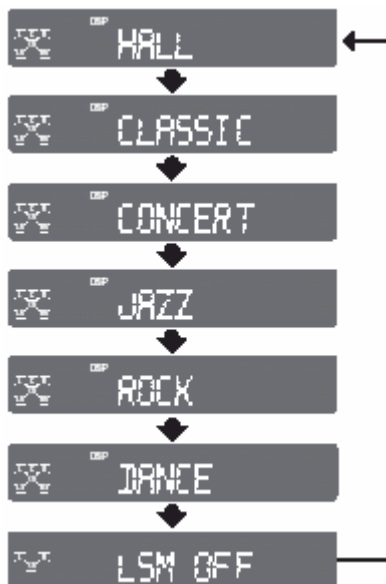 DSP
HALL
DSP
CLASSIC
DSP
CONCERT
DSP
JAZZ
DSP
ROCK
DSP
DANCE
LSM OFF